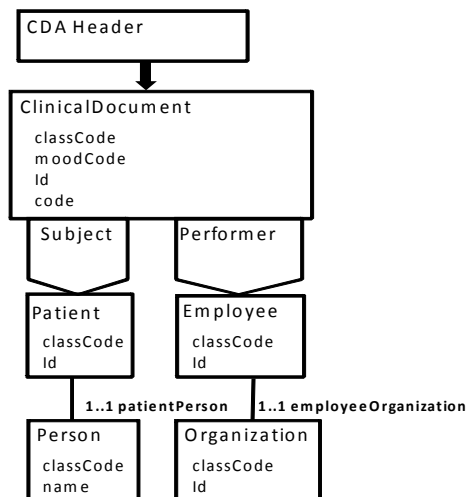 CDA Header
ClinicalDocument
classCode
moodCode
Id
code
Subject
Performer
Patient
classCode
Id
Employee
classCode
Id
1..1 patientPerson
1..1 employeeOrganization
Person
classCode
name
Organization
classCode
Id